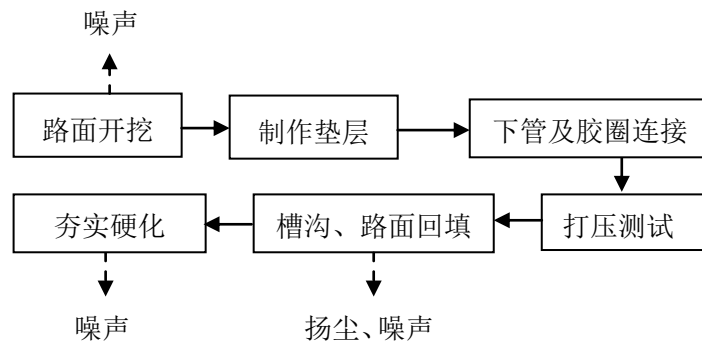 噪声
路面开挖
制作垫层
下管及胶圈连接
夯实硬化
槽沟、路面回填
打压测试
噪声
扬尘、噪声